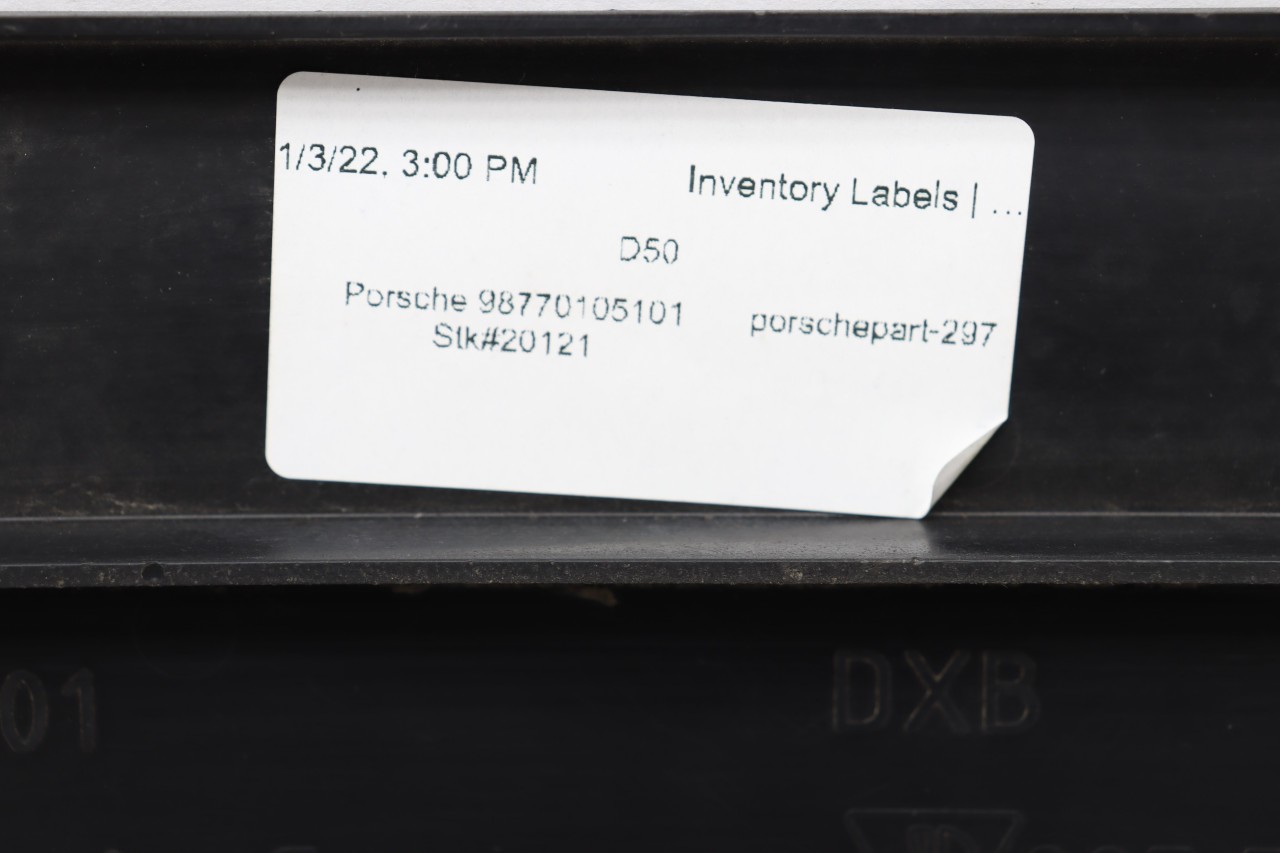 1/3/22, 3:00 PM
Inventory Labels | ...
D50
Porsche 98770105101
Stk#20121
porschepart-297
01
DXB